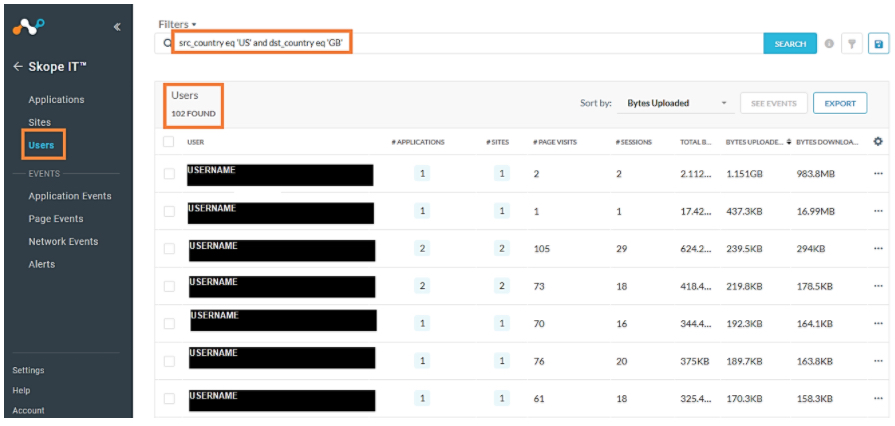 Filters
src_country eq 'US' and dst_country eq 'GB'
SEARCH
Skope IT™
Applications
Sites
Users
EVENTS
Application Events
Page Events
Network Events
Alerts
Settings
Help
Account
Users
102 FOUND
Sort by: Bytes Uploaded
SEE EVENTS
EXPORT
USER # APPLICATIONS # SITES # PAGE VISITS # SESSIONS TOTAL B... BYTES UPLOADE... BYTES DOWNLOA...
USERNAME 1 1 2 2 2.112... 1.151GB 983.8MB ...
USERNAME 1 1 1 1 17.42... 437.3KB 16.99MB ...
USERNAME 2 2 105 29 624.2... 239.5KB 294KB ...
USERNAME 2 2 73 18 418.4... 219.8KB 178.5KB ...
USERNAME 1 1 70 16 344.4... 192.3KB 164.1KB ...
USERNAME 1 1 76 20 375KB 189.7KB 163.8KB ...
USERNAME 1 1 61 18 325.4... 170.3KB 158.3KB ...